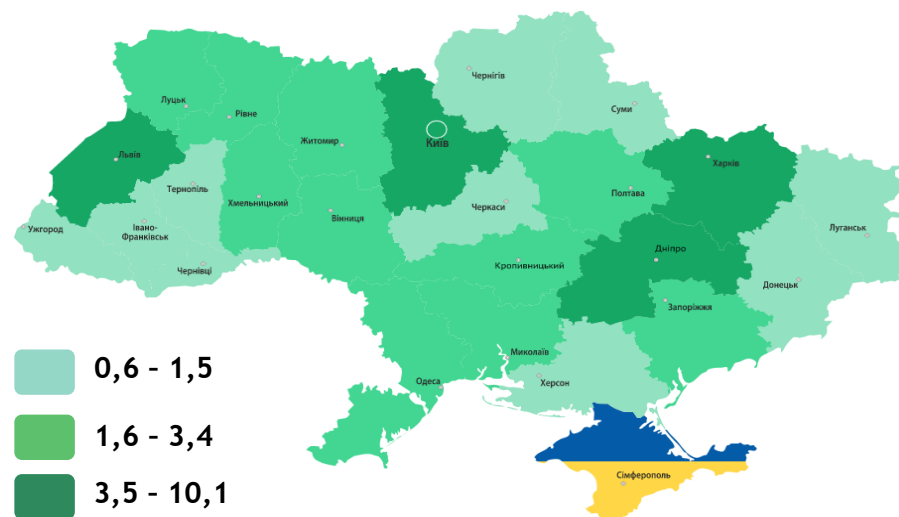 Чернігів
Суми
Луцьк
Рівне
Житомир
Київ
Львів
Харків
Тернопіль
Хмельницький
Полтава
Черкаси
Вінниця
Ужгород
Івано-
Франківськ
Луганськ
Дніпро
Чернівці
Кропивницький
Донецьк
Запоріжжя
Миколаїв
0,6 - 1,5
Одеса
Херсон
1,6 - 3,4
Сімферополь
3,5 - 10,1